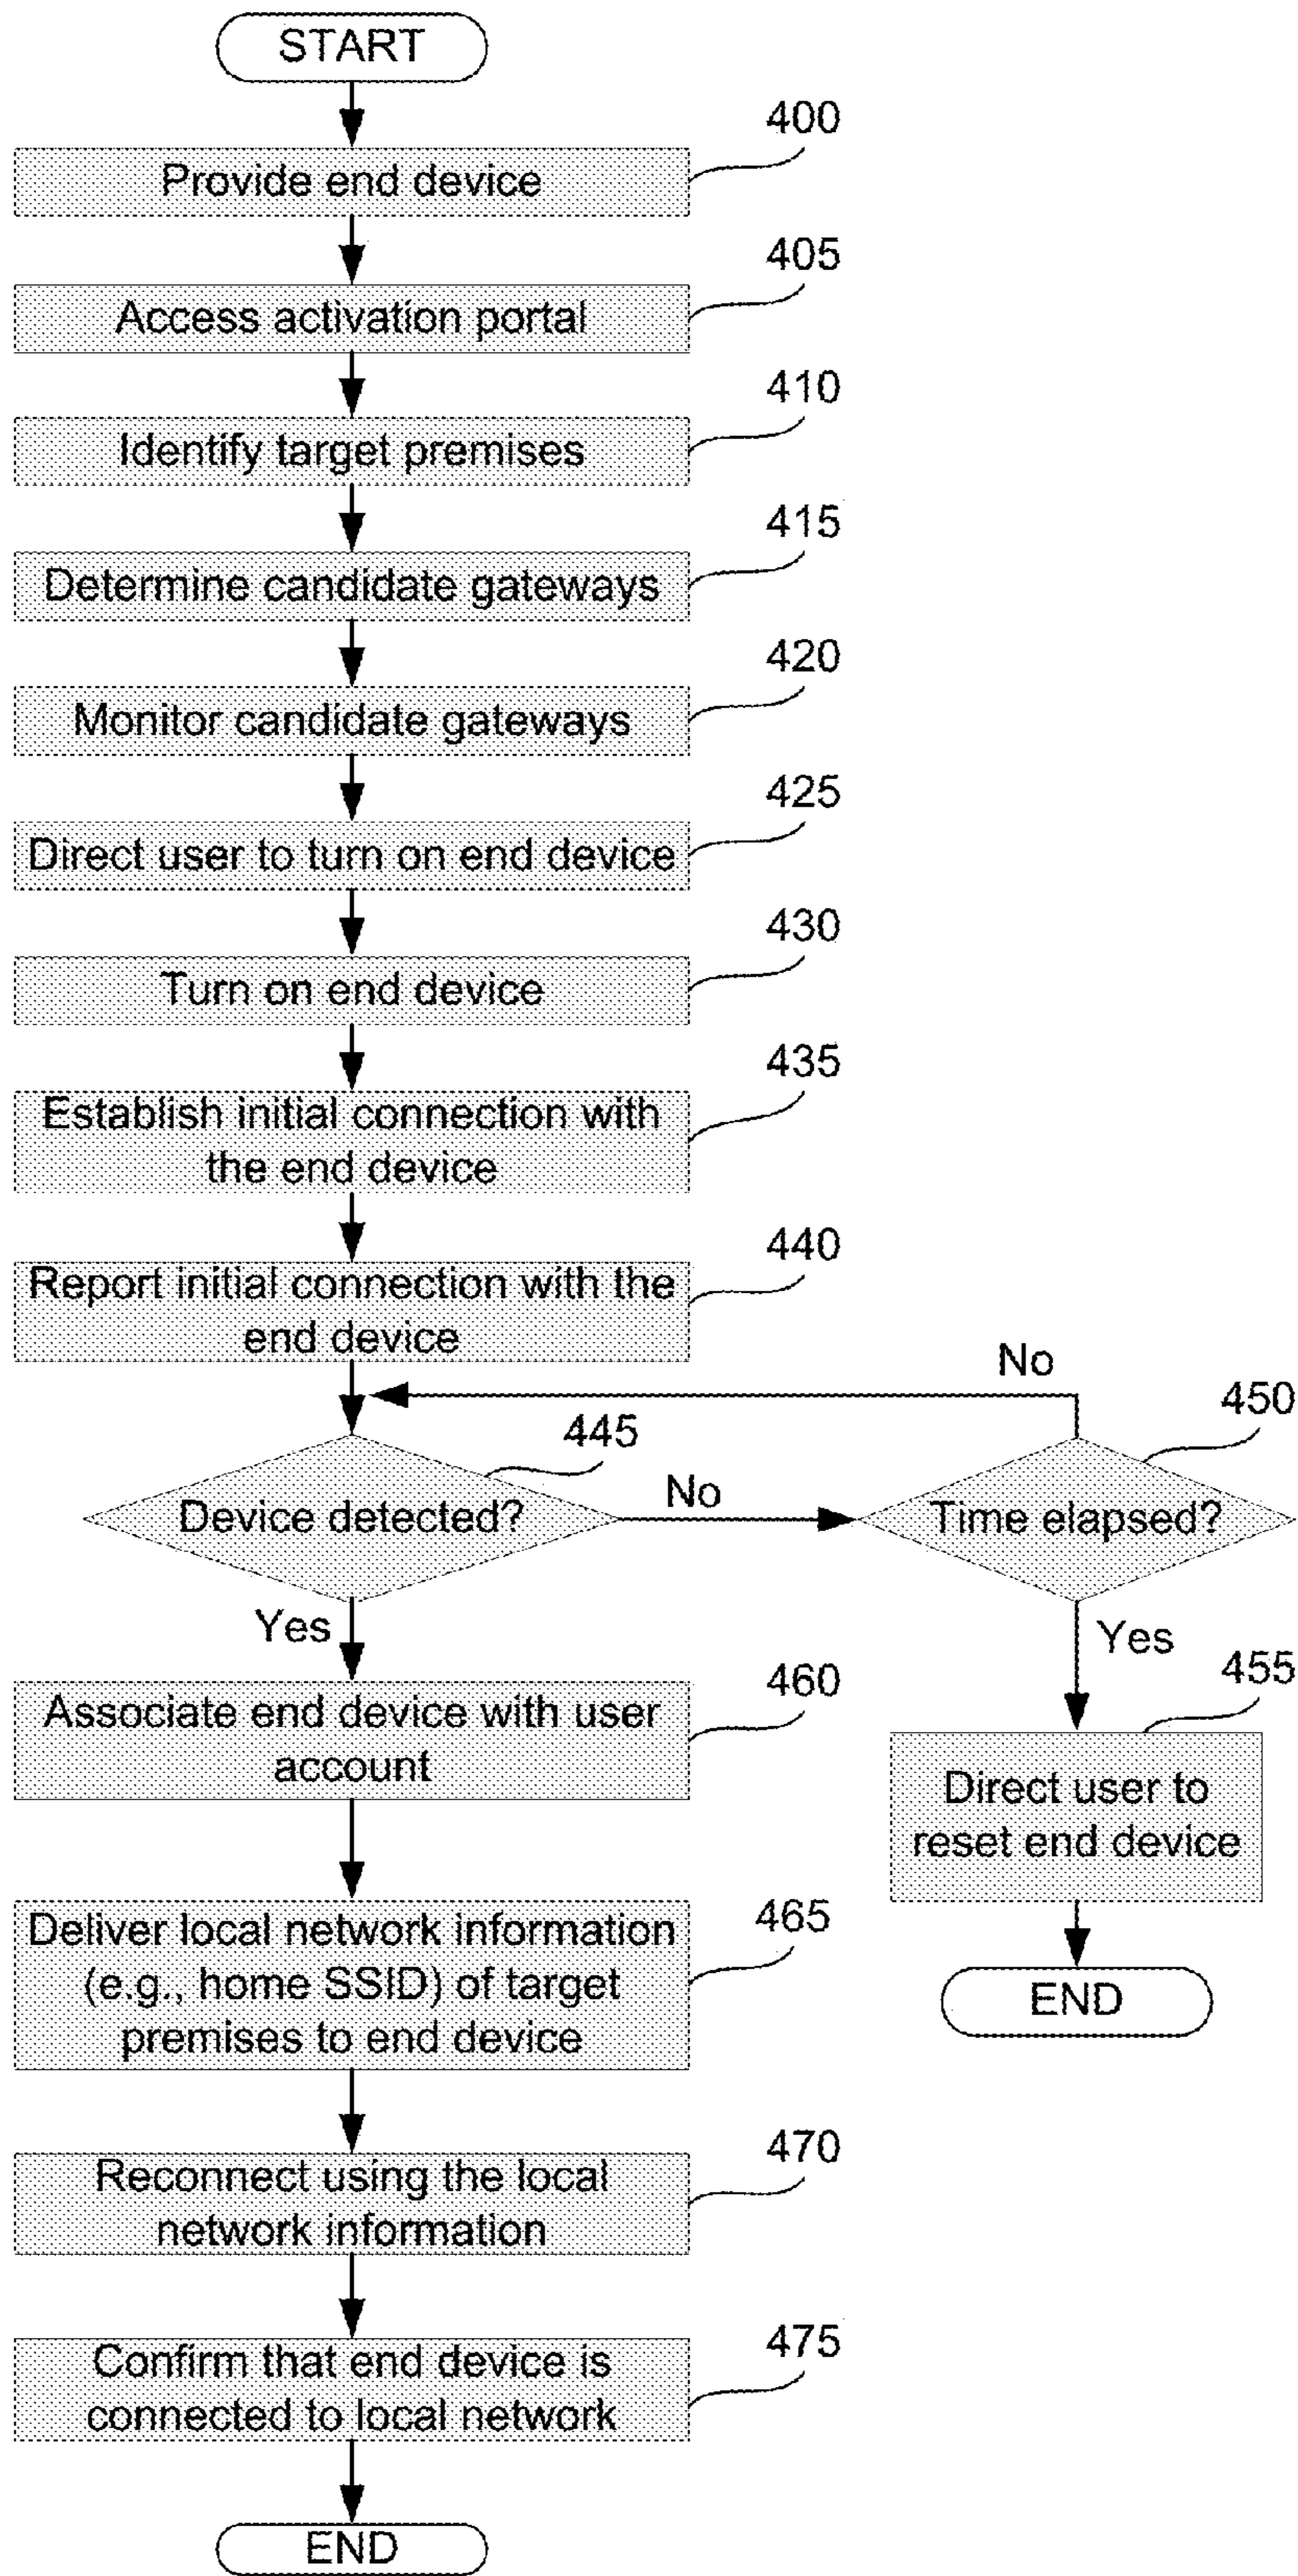 START
400
Provide end device
405
Access activation portal
410
Identify target premises
415
Determine candidate gateways
420
Monitor candidate gateways
425
Direct user to turn on end device
430
Turn on end device
435
Establish initial connection with
the end device
440
Report initial connection with the
end device
No
450
445
Device detected?
No
Time elapsed?
Yes
Yes
455
460
Associate end device with user
account
Direct user to
reset end device
465
Deliver local network information
(e.g., home SSID) of target
premises to end device
END
470
Reconnect using the local
network information
475
Confirm that end device is
connected to local network
END